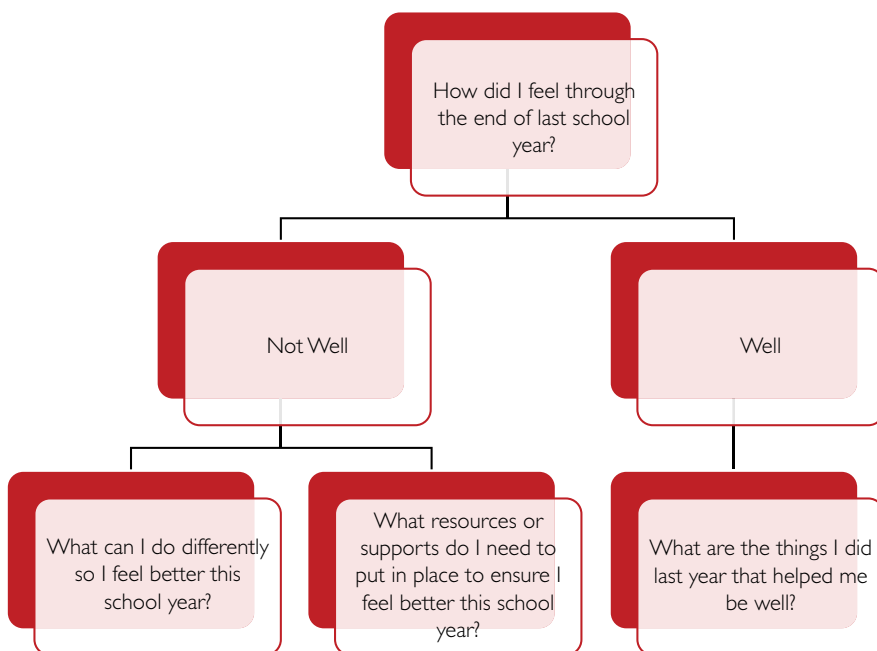 How did I feel through
the end of last school
year?
Not Well
Well
What can I do differently
so I feel better this
school year?
What resources or
supports do I need to
put in place to ensure I
feel better this school
year?
What are the things I did
last year that helped me
be well?